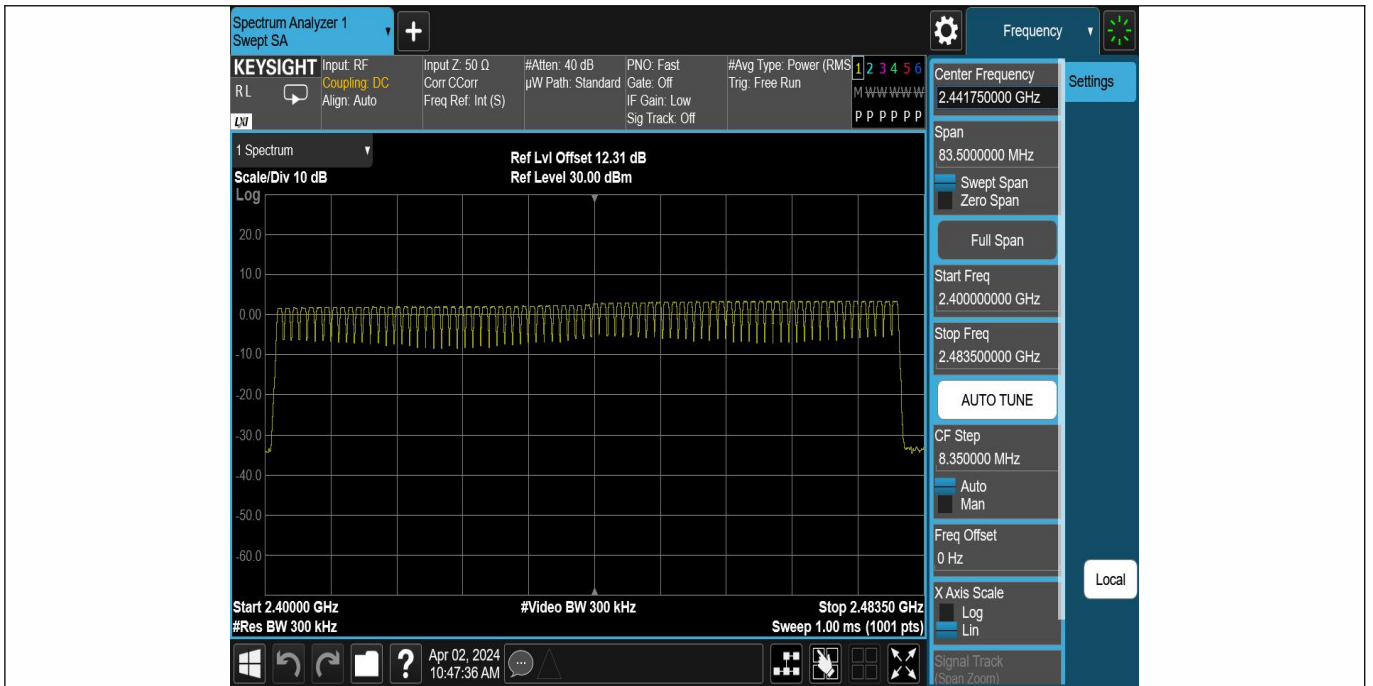 Spectrum Analyzer 1
Swept SA
+
Frequency
KEYSIGHT
RL
LXI
Input: RF
Coupling: DC
Align: Auto
Input Z: 50 Ω
Corr CCorr
Freq Ref: Int (S)
#Atten: 40 dB
µW Path: Standard
PNO: Fast
Gate: Off
IF Gain: Low
Sig Track: Off
#Avg Type: Power (RMS
Trig: Free Run
1 2 3 4 5 6
M W W W W W
P P P P P P
1 Spectrum
Scale/Div 10 dB
Log
Ref Lvl Offset 12.31 dB
Ref Level 30.00 dBm
20.0
10.0
0.00
-10.0
-20.0
-30.0
-40.0
-50.0
-60.0
Start 2.40000 GHz
#Res BW 300 kHz
#Video BW 300 kHz
Stop 2.48350 GHz
Sweep 1.00 ms (1001 pts)
Center Frequency
2.441750000 GHz
Settings
Span
83.5000000 MHz
Swept Span
Zero Span
Full Span
Start Freq
2.400000000 GHz
Stop Freq
2.483500000 GHz
AUTO TUNE
CF Step
8.350000 MHz
Auto
Man
Freq Offset
0 Hz
X Axis Scale
Log
Lin
Signal Track
(Span Zoom)
Local
?
Apr 02, 2024
10:47:36 AM